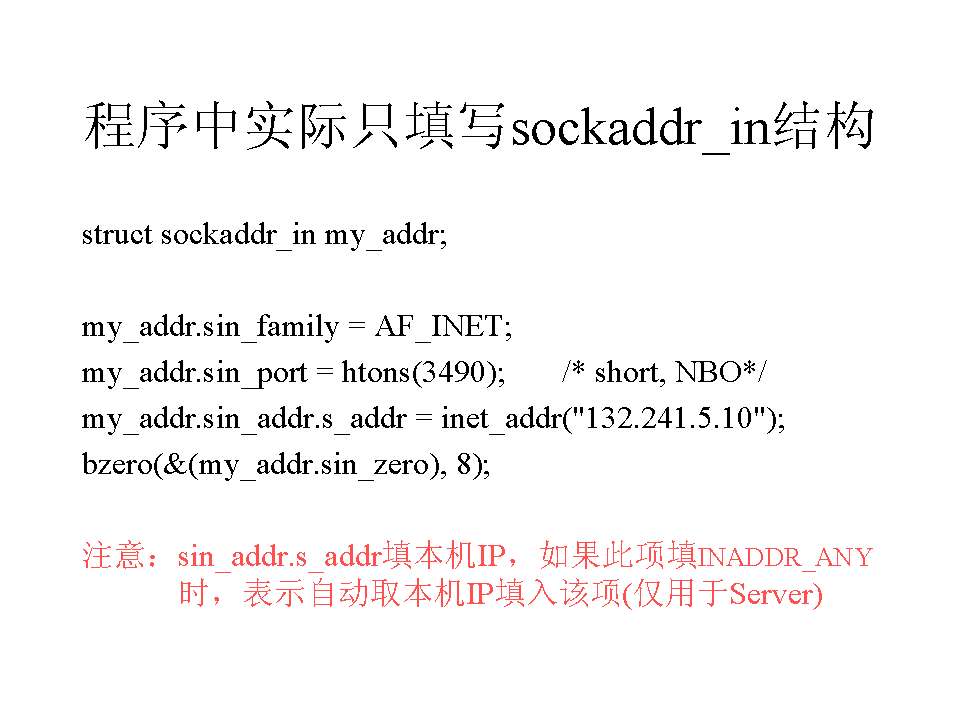 程序中实际只填写sockaddr_in结构
struct sockaddr_in my_addr;
my_addr.sin_family = AF_INET;
my_addr.sin_port = htons(3490); /* short, NBO*/
my_addr.sin_addr.s_addr = inet_addr("132.241.5.10");
bzero(&(my_addr.sin_zero), 8);
注意：sin_addr.s_addr填本机IP，如果此项填INADDR_ANY
时，表示自动取本机IP填入该项(仅用于Server)